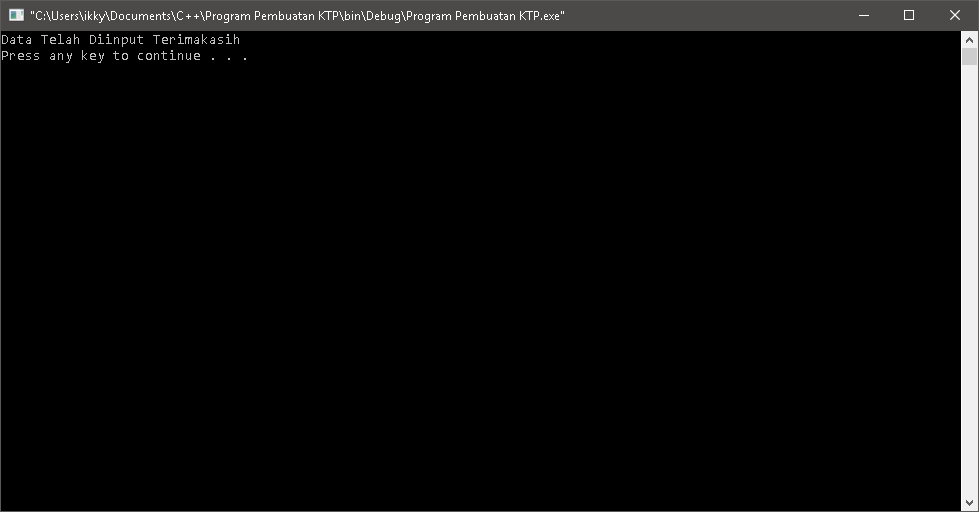 "C:\Users\ikky\Documents\C++\Program Pembuatan KTP\bin\Debug\Program Pembuatan KTP.exe"
Data Telah Diinput Terimakasih
Press any key to continue . . .